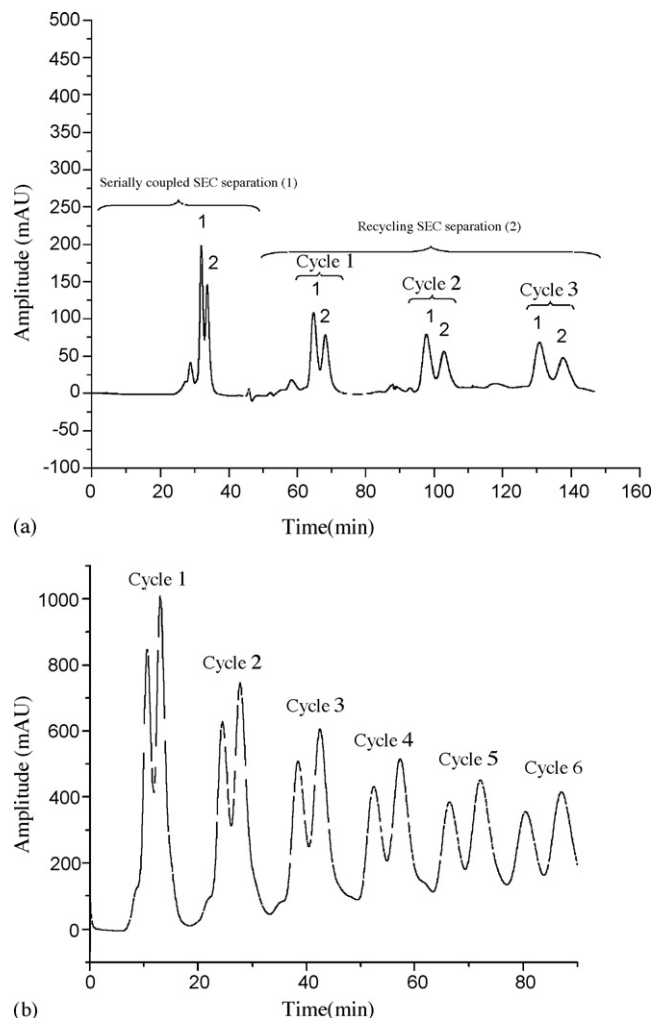 500
450
400
350
300
250
200
150
100
50
0
-50
-100
Amplitude (mAU)
Serially coupled SEC separation (1)
Recycling SEC separation (2)
1
2
Cycle 1
1
2
Cycle 2
1
2
Cycle 3
1
2
0 20 40 60 80 100 120 140 160
(a)
Time(min)
Cycle 1
1000
800
600
400
200
0
Amplitude (mAU)
Cycle 2
Cycle 3
Cycle 4
Cycle 5
Cycle 6
0 20 40 60 80
(b)
Time(min)